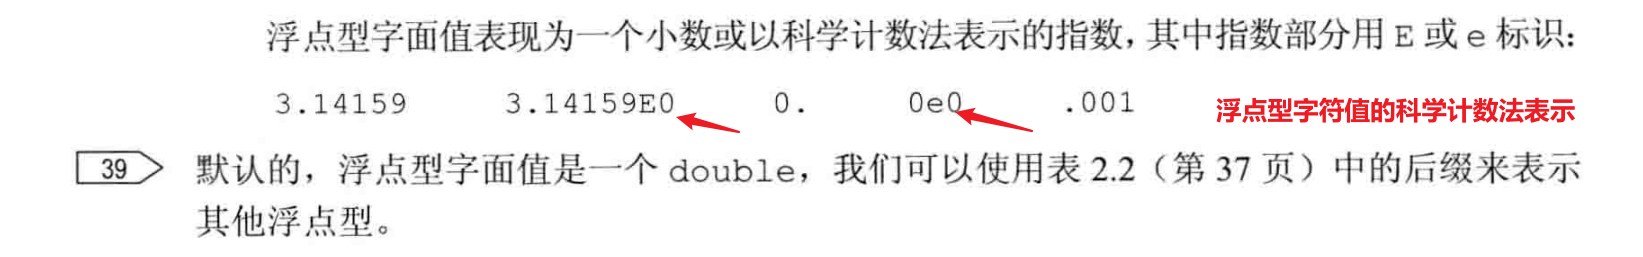 浮点型字面值表现为一个小数或以科学计数法表示的指数，其中指数部分用 E 或 e 标识：
3.14159 3.14159E0 0. 0e0 .001 浮点型字符值的科学计数法表示
39 默认的，浮点型字面值是一个 double，我们可以使用表 2.2（第 37 页）中的后缀来表示
其他浮点型。